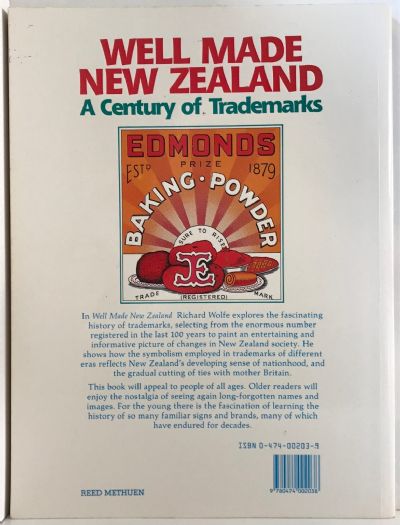 WELL MADE
NEW ZEALAND
A Century of Trademarks
EDMONDS
PRIZE
ESTD 1879
BAKING · POWDER
SURE TO RISE
E
TRADE (REGISTERED) MARK
In Well Made New Zealand Richard Wolfe explores the fascinating
history of trademarks, selecting from the enormous number
registered in the last 100 years to paint an entertaining and
informative picture of changes in New Zealand society. He
shows how the symbolism employed in trademarks of different
eras reflects New Zealand's developing sense of nationhood, and
the gradual cutting of ties with mother Britain.
This book will appeal to people of all ages. Older readers will
enjoy the nostalgia of seeing again long-forgotten names and
images. For the young there is the fascination of learning the
history of so many familiar signs and brands, many of which
have endured for decades.
ISBN 0-474-00203-9
9 780474 002038
REED METHUEN